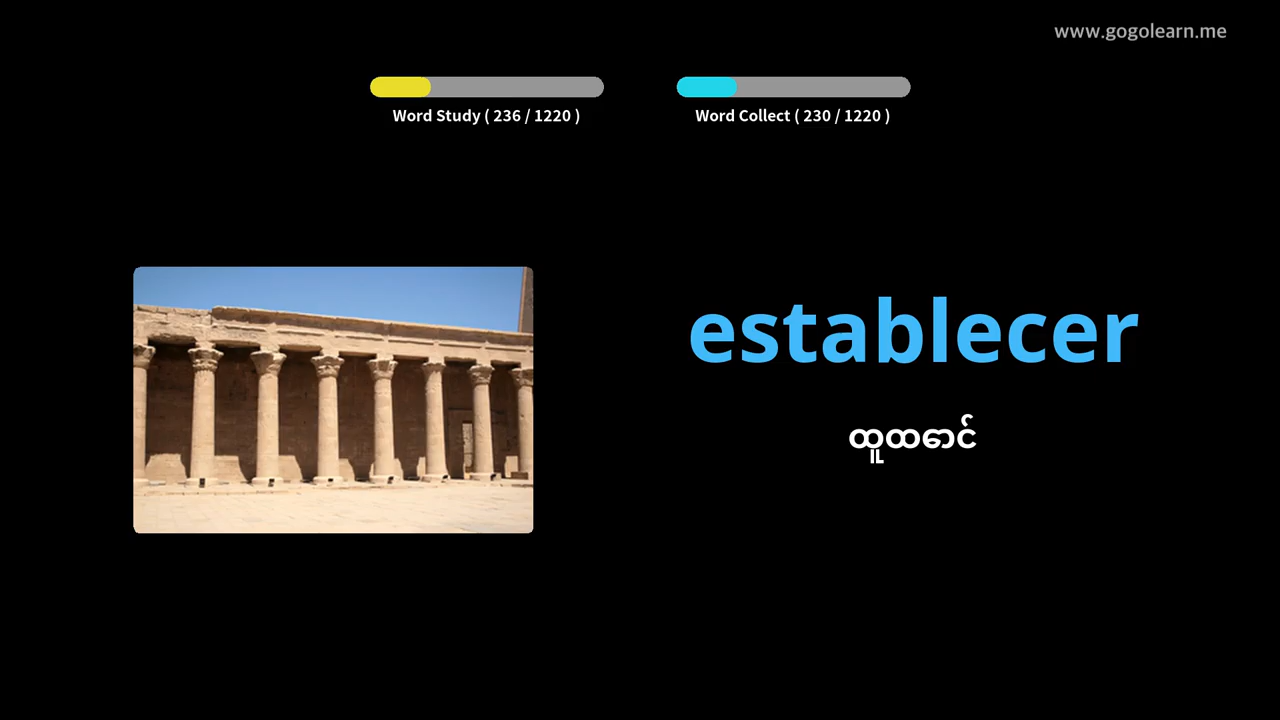 www.gogolearn.me
Word Study ( 236 / 1220 )
Word Collect ( 230 / 1220 )
establecer
ထူထောင်